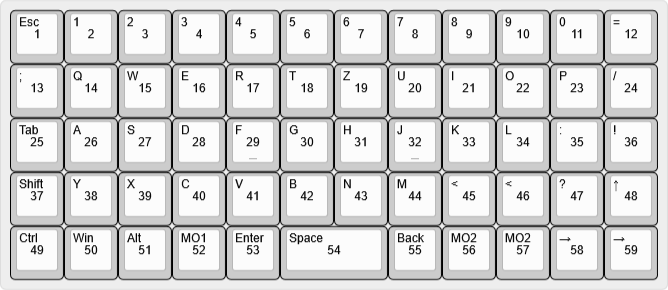 Esc 1 2 3 4 5 6 7 8 9 0 =
1 2 3 4 5 6 7 8 9 10 11 12
; Q W E R T Z U I O P /
13 14 15 16 17 18 19 20 21 22 23 24
Tab A S D F G H J K L : !
25 26 27 28 29 30 31 32 33 34 35 36
_ _
Shift Y X C V B N M < < ? ↑
37 38 39 40 41 42 43 44 45 46 47 48
Ctrl Win Alt MO1 Enter Space Back MO2 MO2 → →
49 50 51 52 53 54 55 56 57 58 59